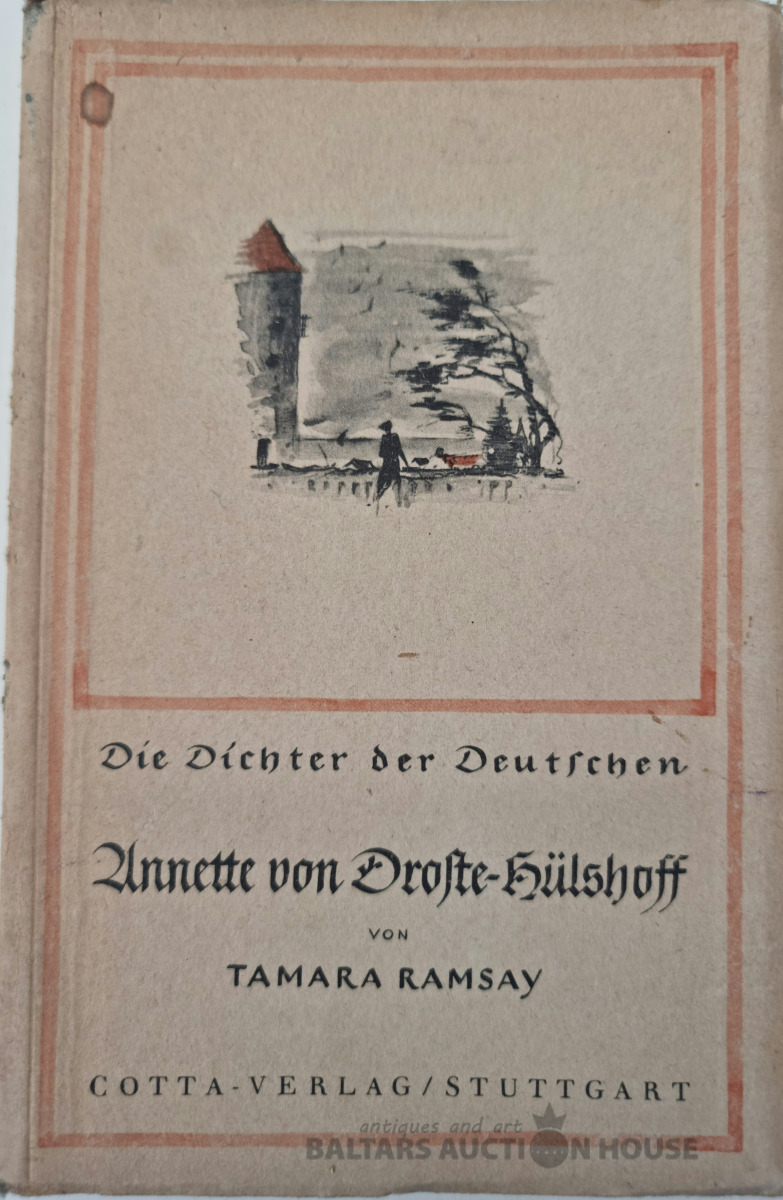 Die Dichter der Deutſchen
Annette von Droſte-Hülshoff
VON
TAMARA RAMSAY
COTTA-VERLAG/STUTTGART
antiques and art
BALTARS AUCTION HOUSE